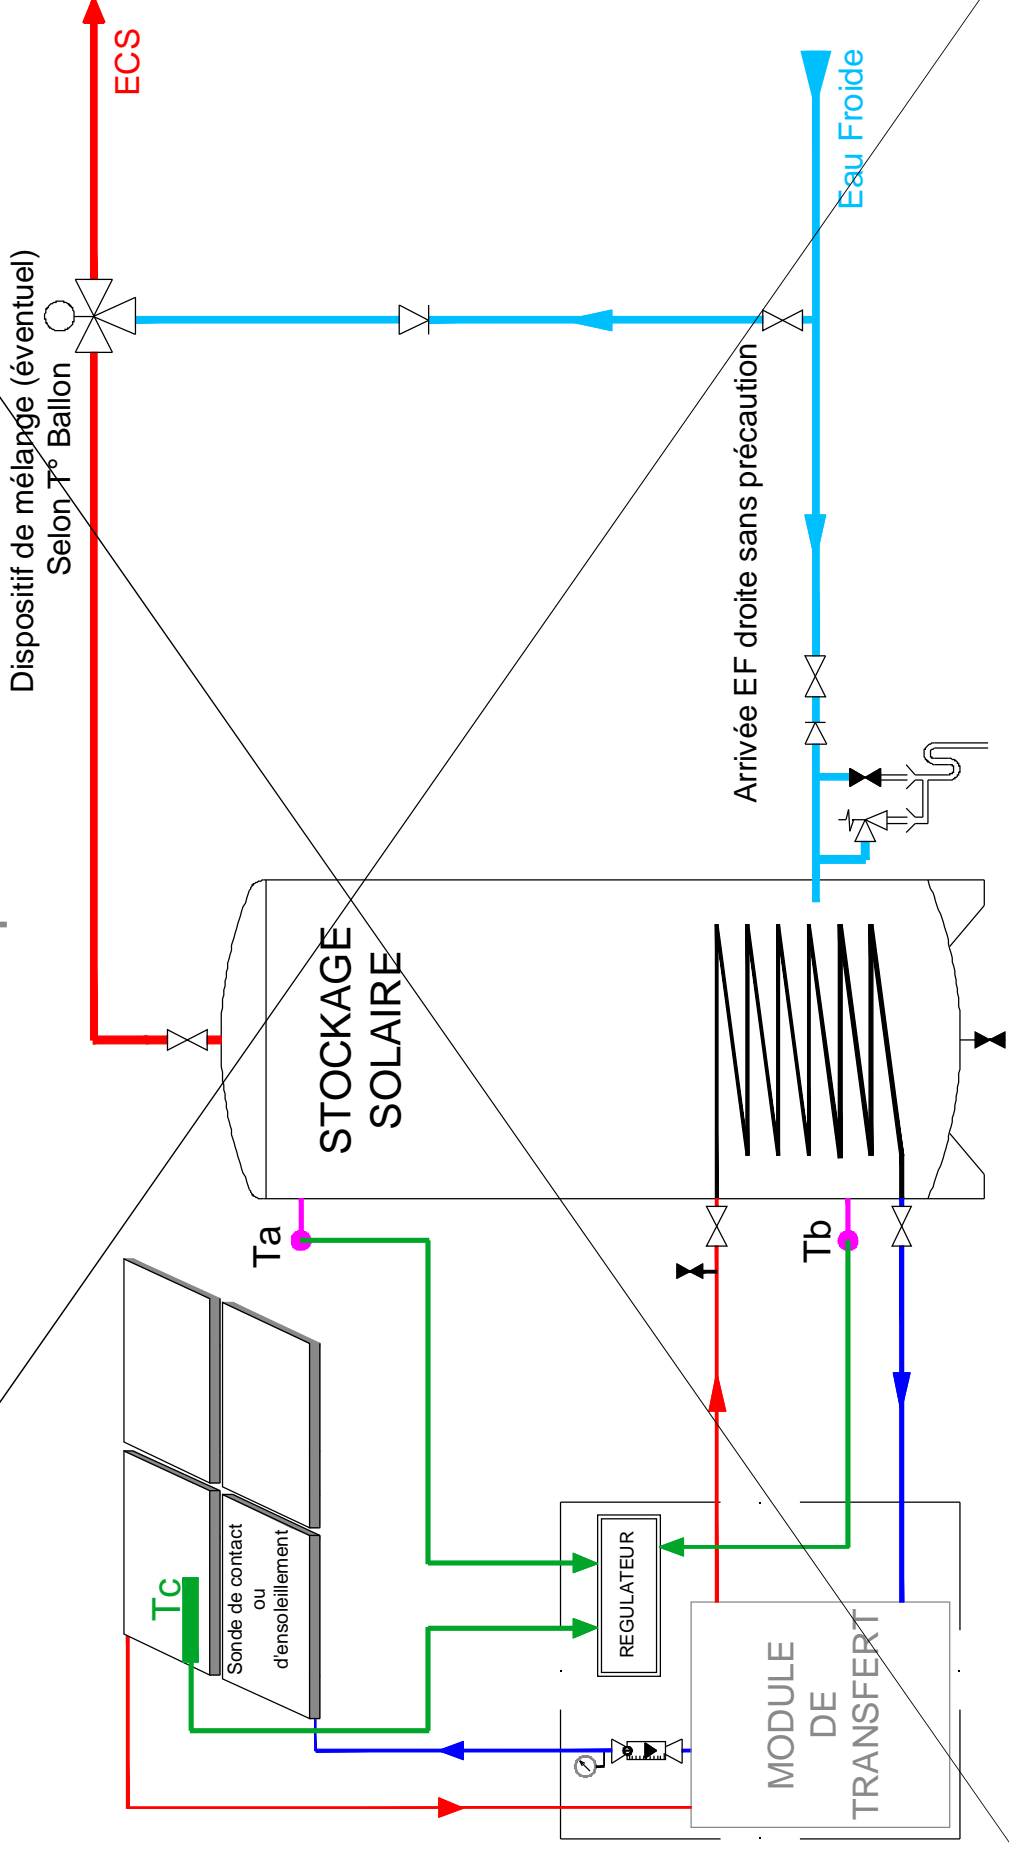 ECS
Dispositif de mélange (éventuel)
Selon T° Ballon
Eau Froide
Arrivée EF droite sans précaution
STOCKAGE
SOLAIRE
Ta
Tb
Tc
Sonde de contact
ou
d'ensoleillement
REGULATEUR
MODULE
DE
TRANSFERT